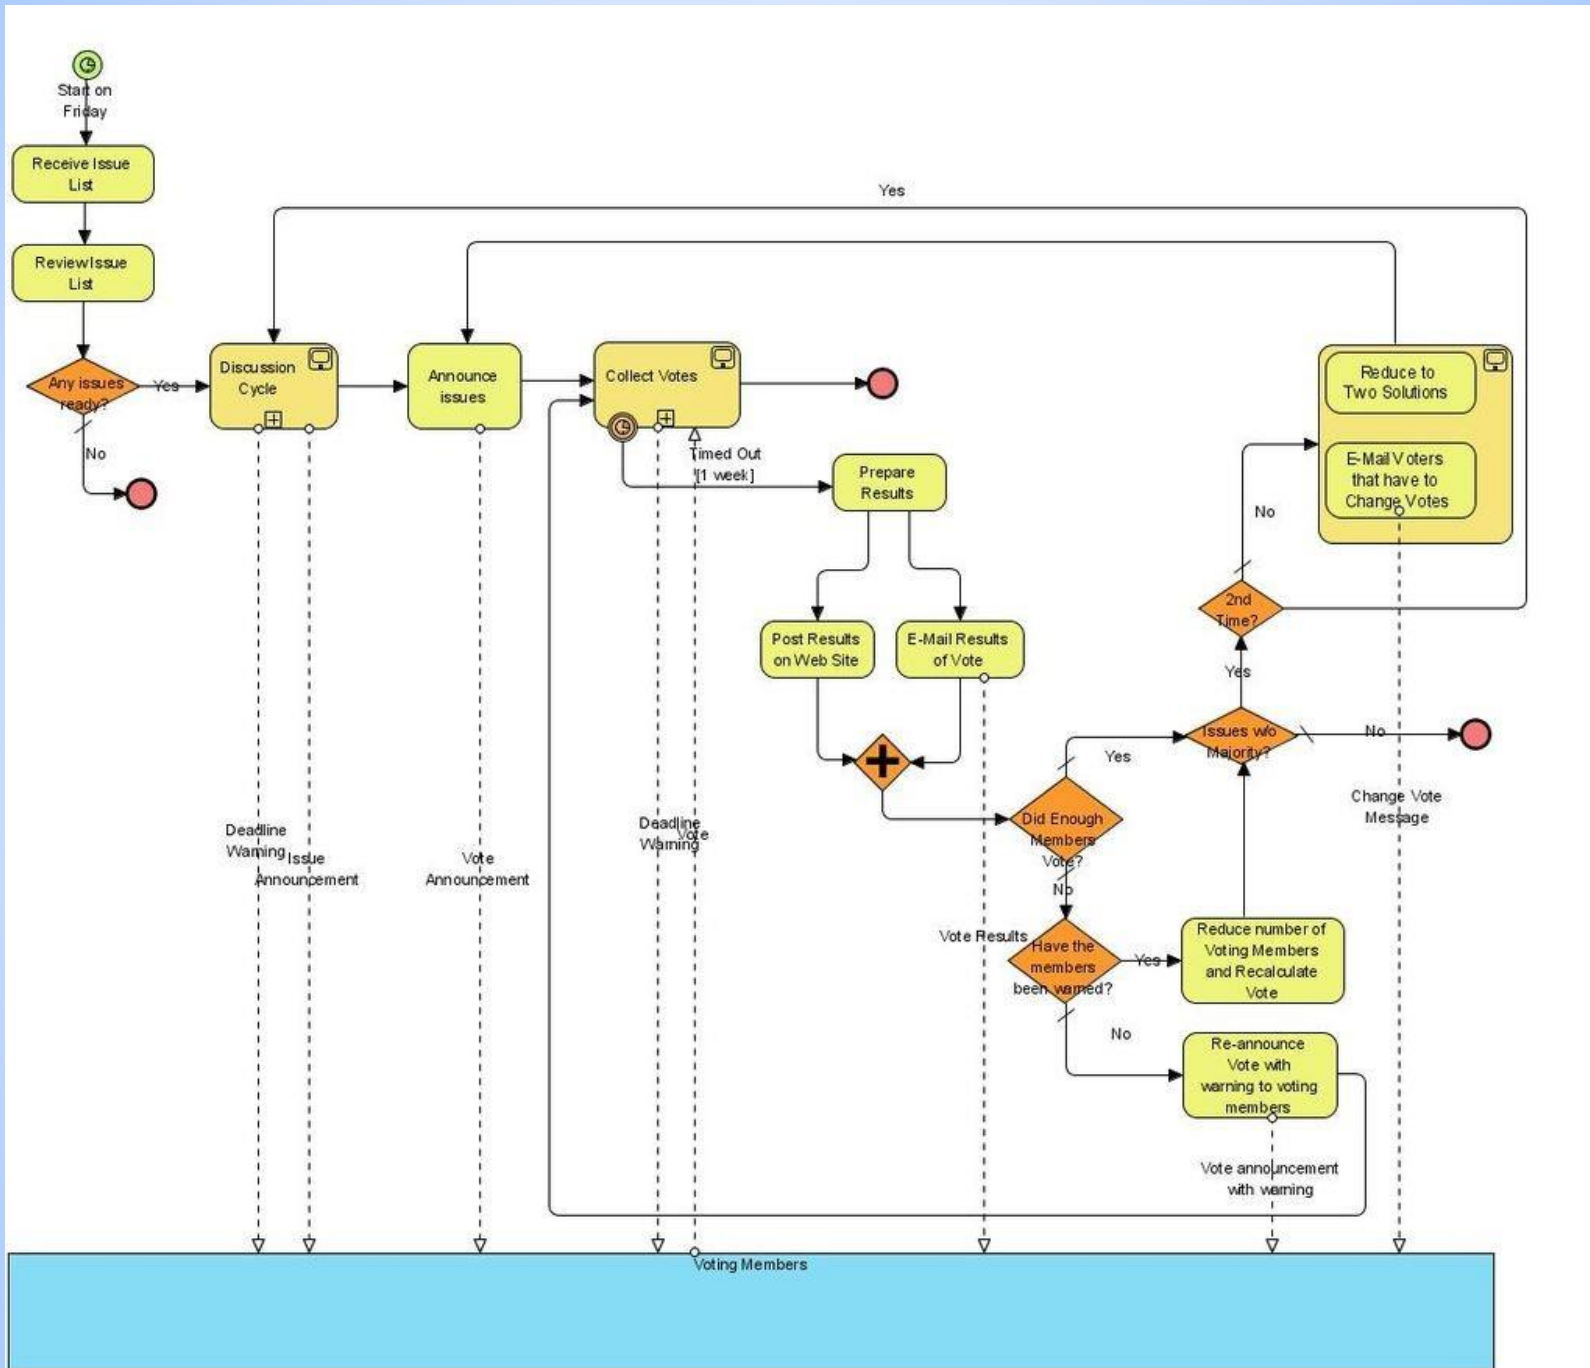 Start on
Friday
Receive Issue
List
Review Issue
List
Any issues
ready?
Yes
No
Yes
Discussion
Cycle
Announce
issues
Collect Votes
Timed Out
[1 week]
Prepare
Results
Post Results
on Web Site
E-Mail Results
of Vote
Reduce to
Two Solutions
E-Mail Voters
that have to
Change Votes
No
2nd
Time?
Yes
Issues w/o
Majority?
No
Yes
Did Enough
Members
Vote?
No
Have the
members
been warned?
Yes
Reduce number of
Voting Members
and Recalculate
Vote
No
Re-announce
Vote with
warning to voting
members
Deadline
Warning
Issue
Announcement
Vote
Announcement
Deadline
Warning
Vote
Vote Results
Change Vote
Message
Vote announcement
with warning
Voting Members